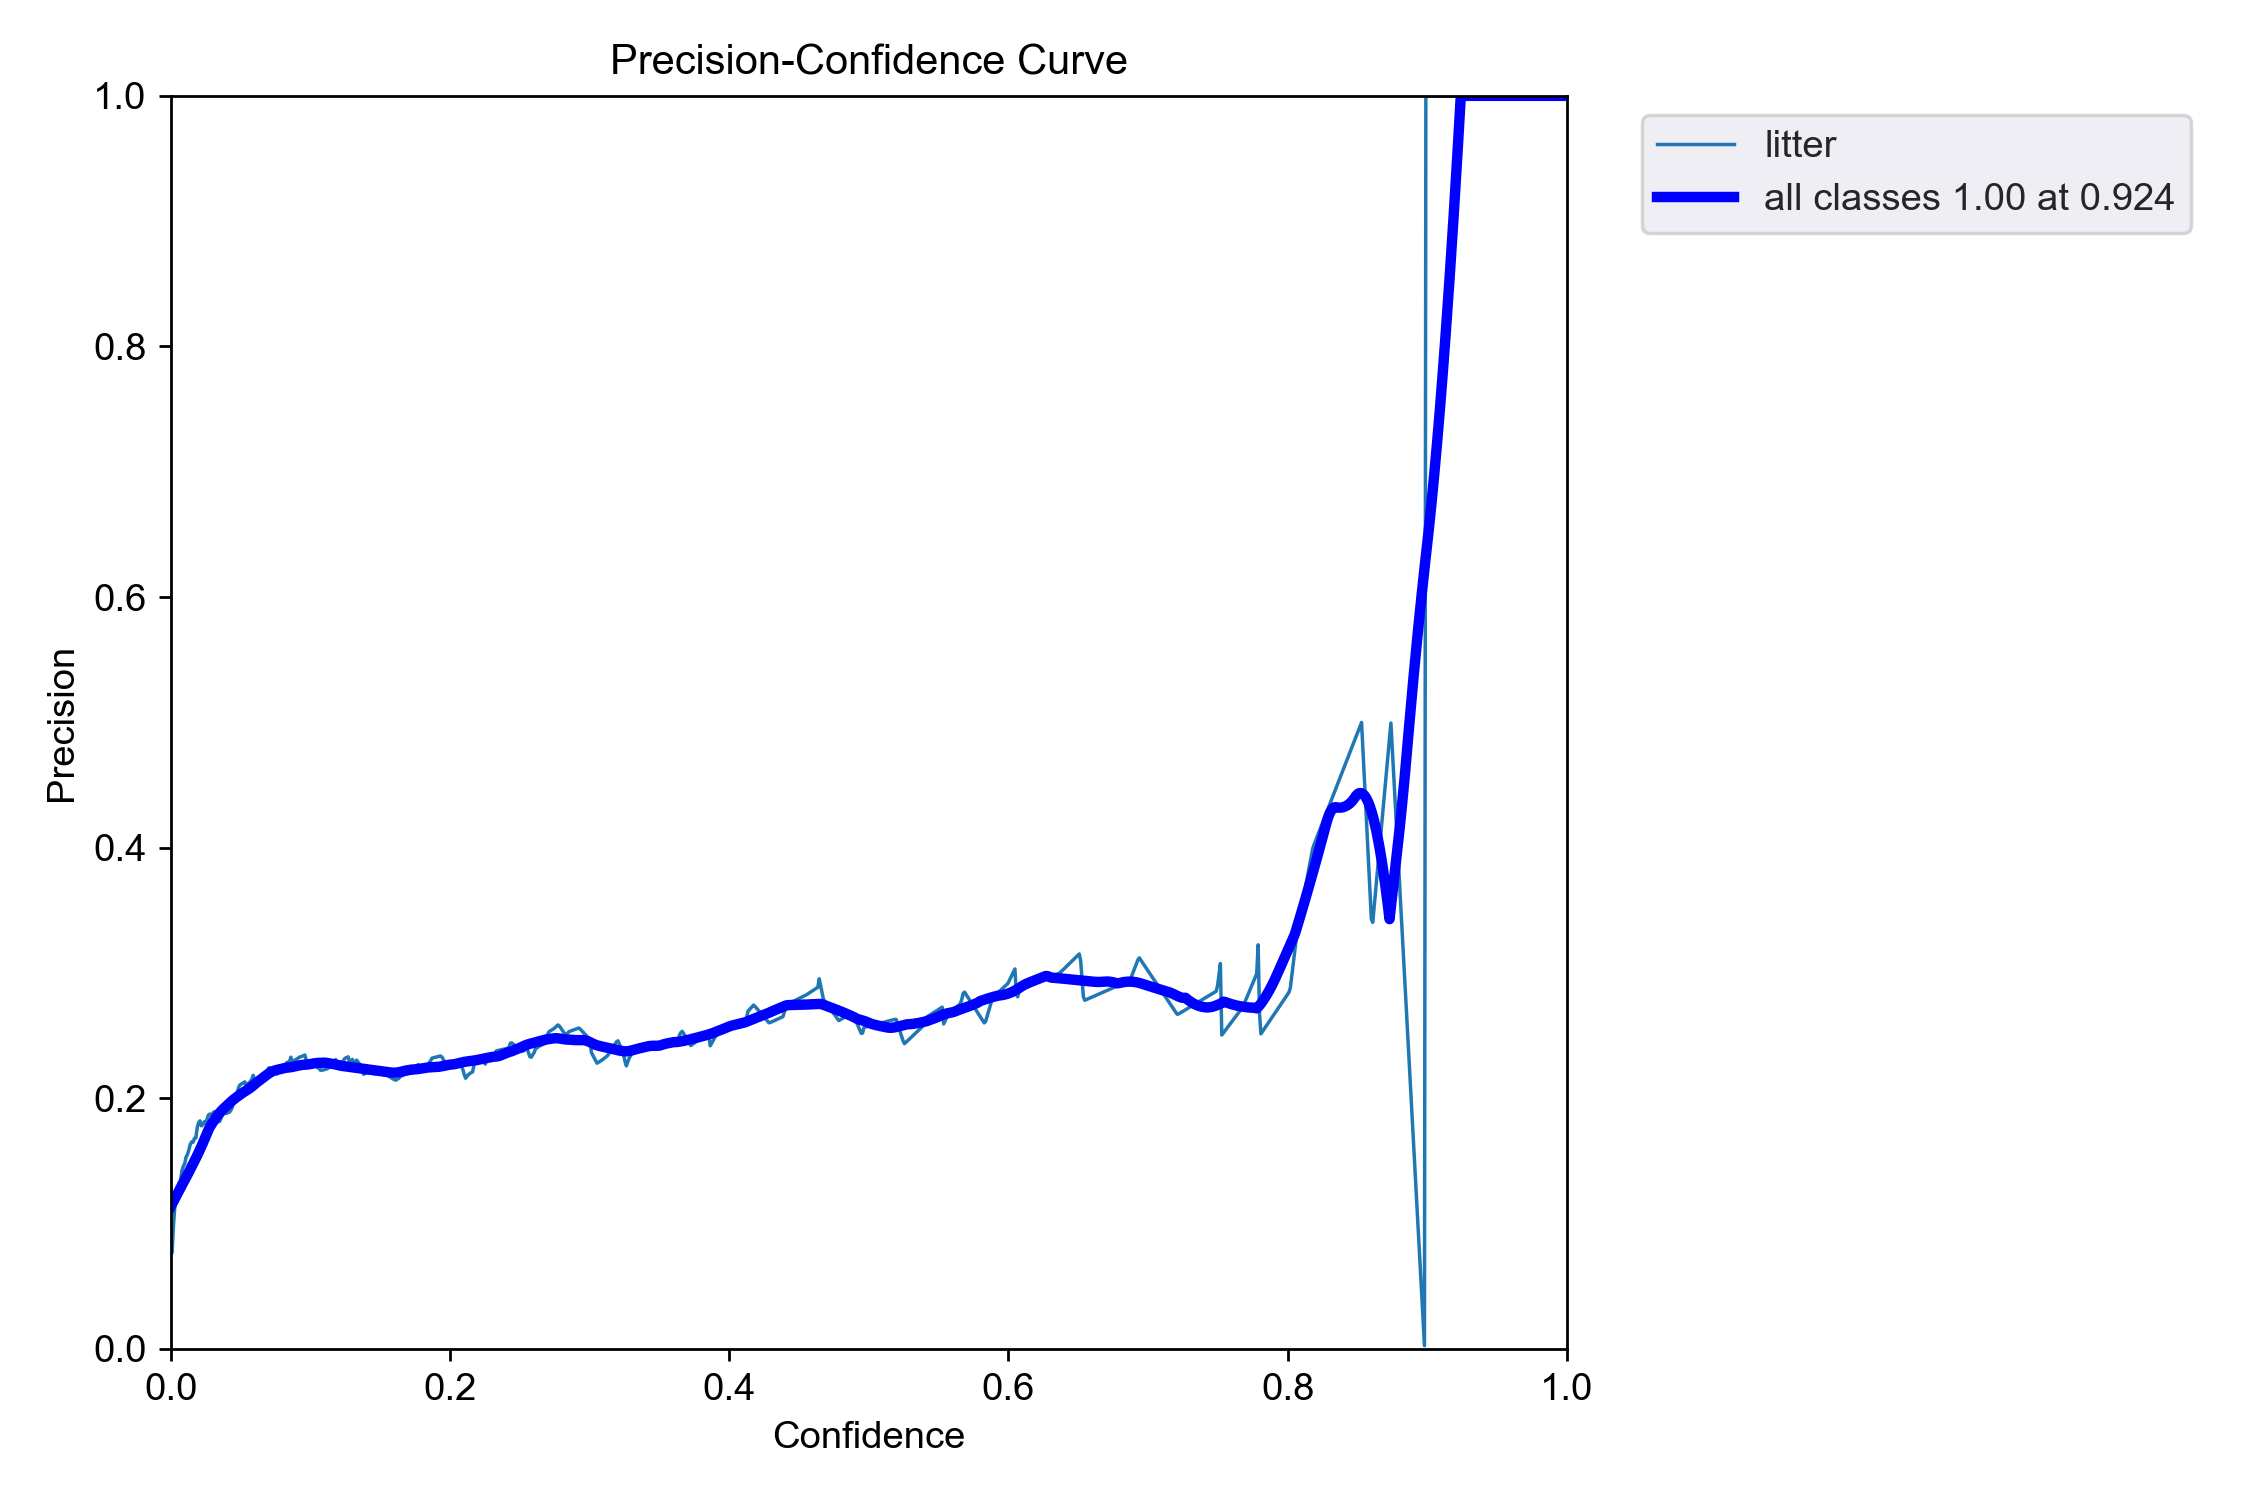 Precision-Confidence Curve
1.0
0.8
0.6
0.4
0.2
0.0
Precision
0.0 0.2 0.4 0.6 0.8 1.0
Confidence
litter
all classes 1.00 at 0.924